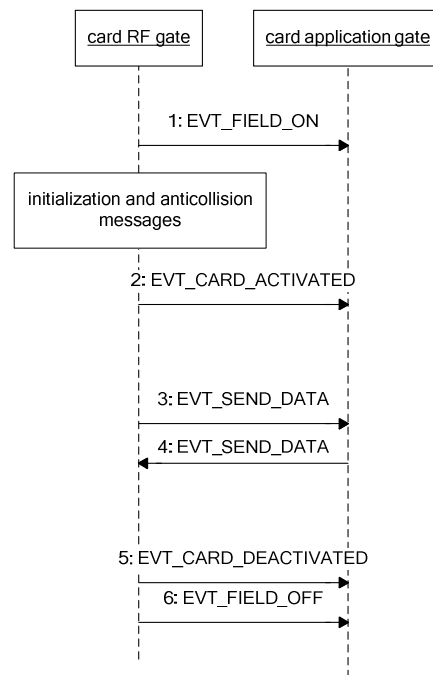 card RF gate
card application gate
1: EVT_FIELD_ON
initialization and anticollision
messages
2: EVT_CARD_ACTIVATED
3: EVT_SEND_DATA
4: EVT_SEND_DATA
5: EVT_CARD_DEACTIVATED
6: EVT_FIELD_OFF